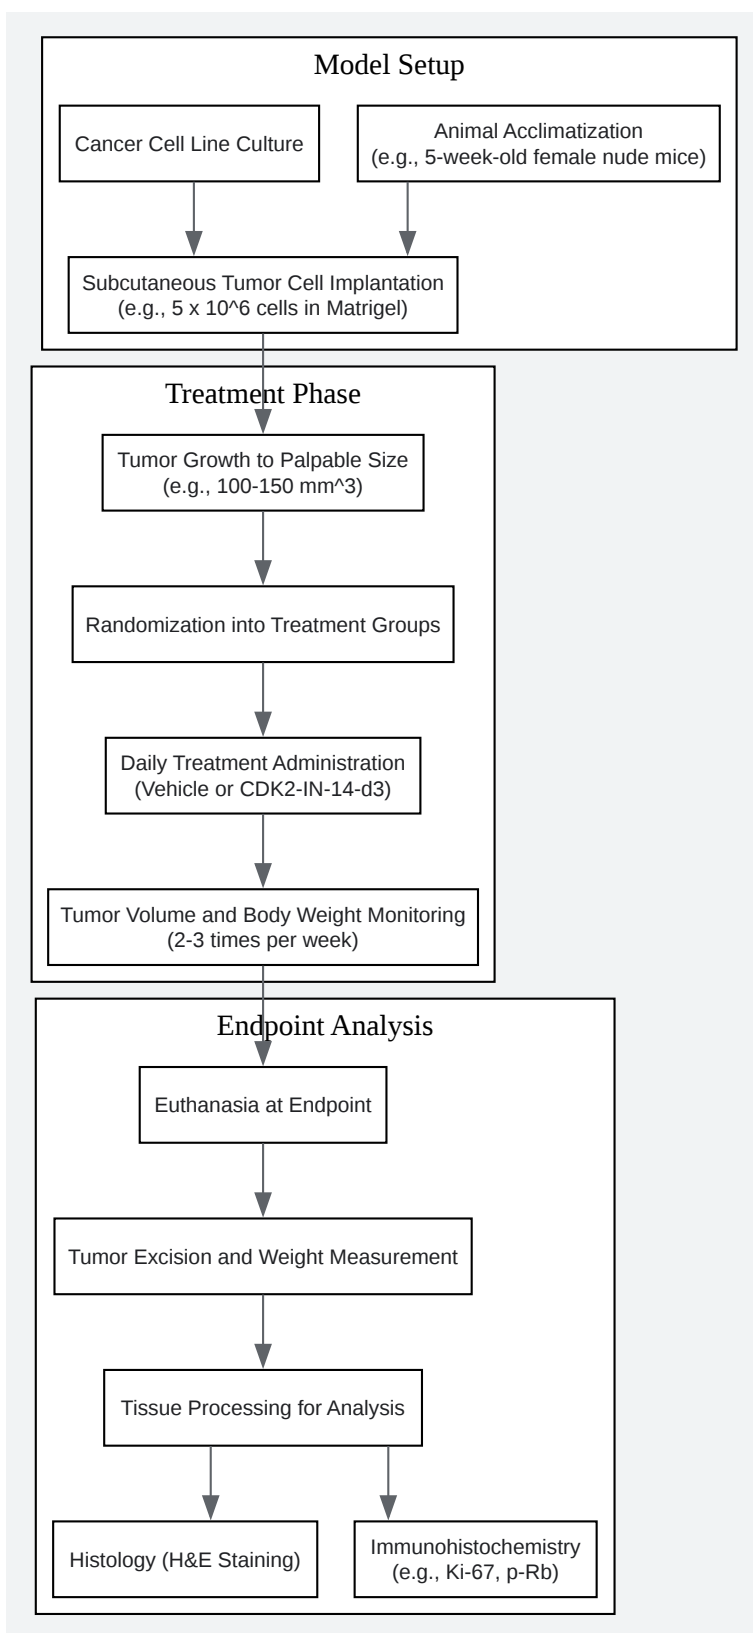 Model Setup
Cancer Cell Line Culture
Animal Acclimatization
(e.g., 5-week-old female nude mice)
Subcutaneous Tumor Cell Implantation
(e.g., 5 x 10^6 cells in Matrigel)
Treatment Phase
Tumor Growth to Palpable Size
(e.g., 100-150 mm^3)
Randomization into Treatment Groups
Daily Treatment Administration
(Vehicle or CDK2-IN-14-d3)
Tumor Volume and Body Weight Monitoring
(2-3 times per week)
Endpoint Analysis
Euthanasia at Endpoint
Tumor Excision and Weight Measurement
Tissue Processing for Analysis
Histology (H&E Staining)
Immunohistochemistry
(e.g., Ki-67, p-Rb)